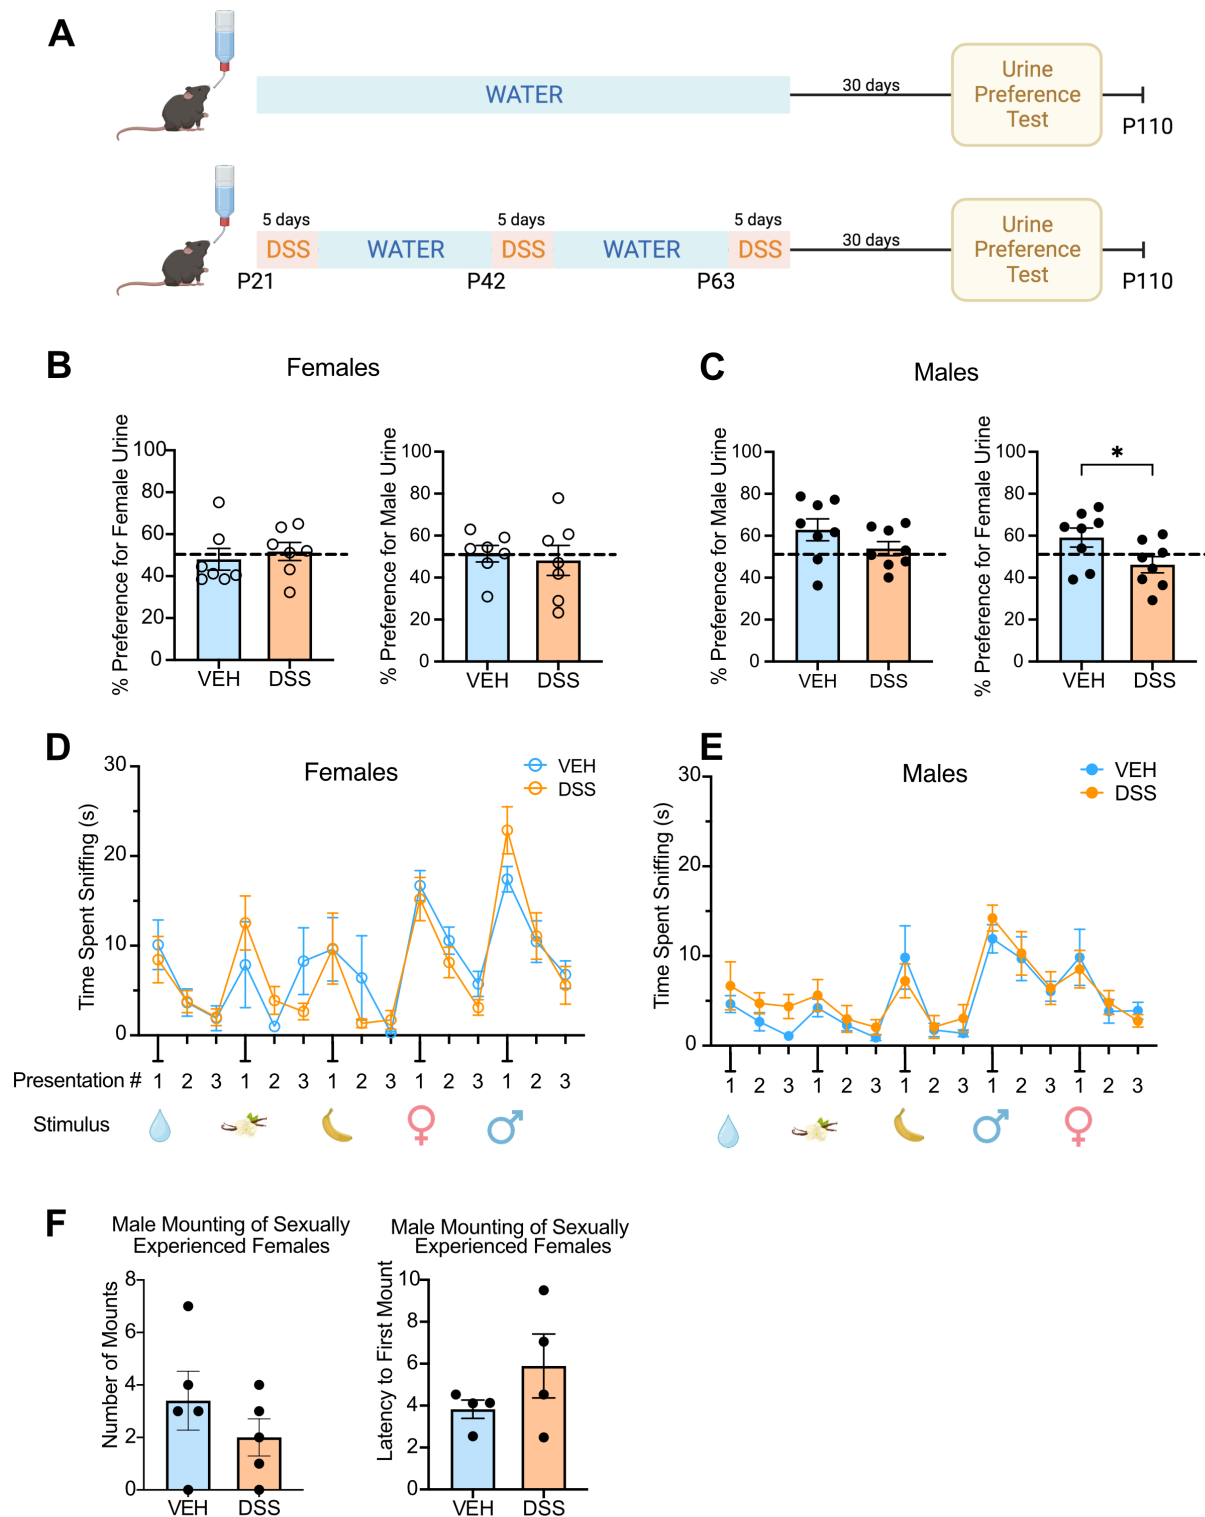 A
WATER
30 days
Urine
Preference
Test
P110
5 days
5 days
5 days
DSS
WATER
DSS
WATER
DSS
30 days
Urine
Preference
Test
P21
P42
P63
P110
B
Females
% Preference for Female Urine
100
80
60
40
20
0
VEH
DSS
% Preference for Male Urine
100
80
60
40
20
0
VEH
DSS
C
Males
% Preference for Male Urine
100
80
60
40
20
0
VEH
DSS
% Preference for Female Urine
100
80
60
40
20
0
*
VEH
DSS
D
Females
VEH
DSS
Time Spent Sniffing (s)
30
20
10
0
Presentation # 1 2 3 1 2 3 1 2 3 1 2 3 1 2 3
Stimulus
♀
♂
E
Males
VEH
DSS
Time Spent Sniffing (s)
30
20
10
0
1 2 3 1 2 3 1 2 3 1 2 3 1 2 3
♂
♀
F
Male Mounting of Sexually
Experienced Females
Number of Mounts
8
6
4
2
0
VEH
DSS
Male Mounting of Sexually
Experienced Females
Latency to First Mount
10
8
6
4
2
0
VEH
DSS